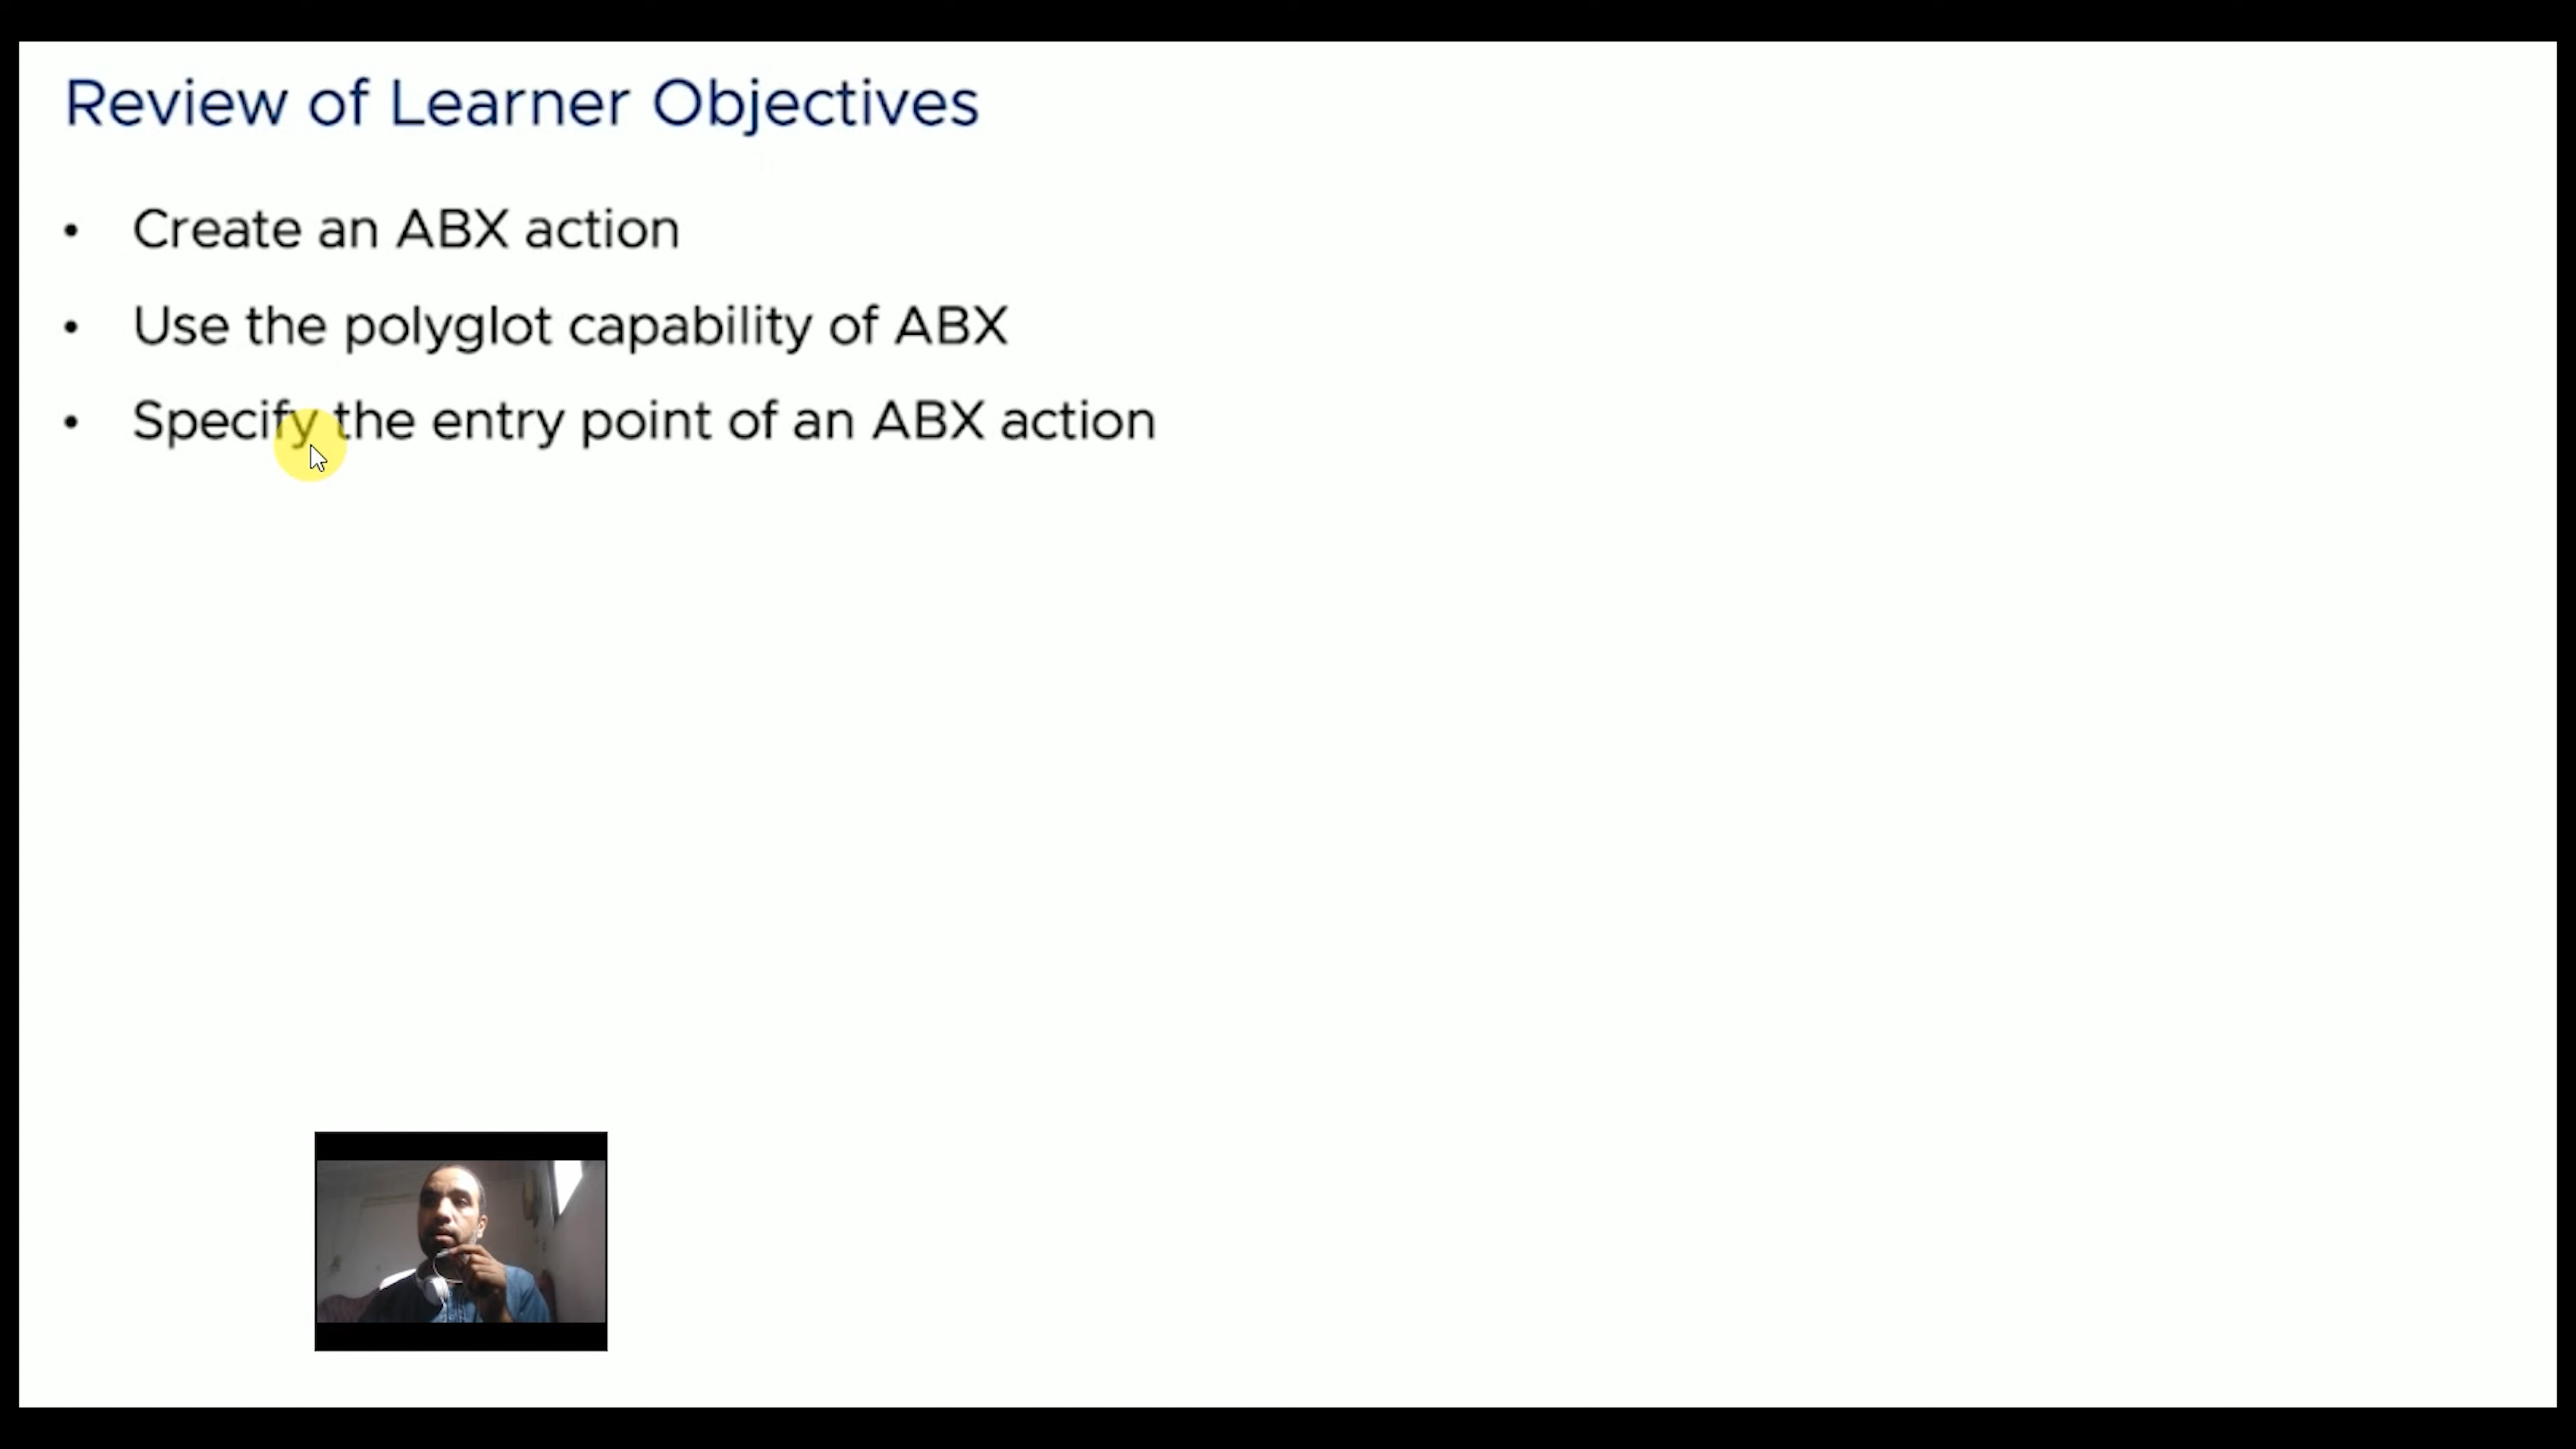 Review of Learner Objectives
• Create an ABX action
• Use the polyglot capability of ABX
• Specify the entry point of an ABX action